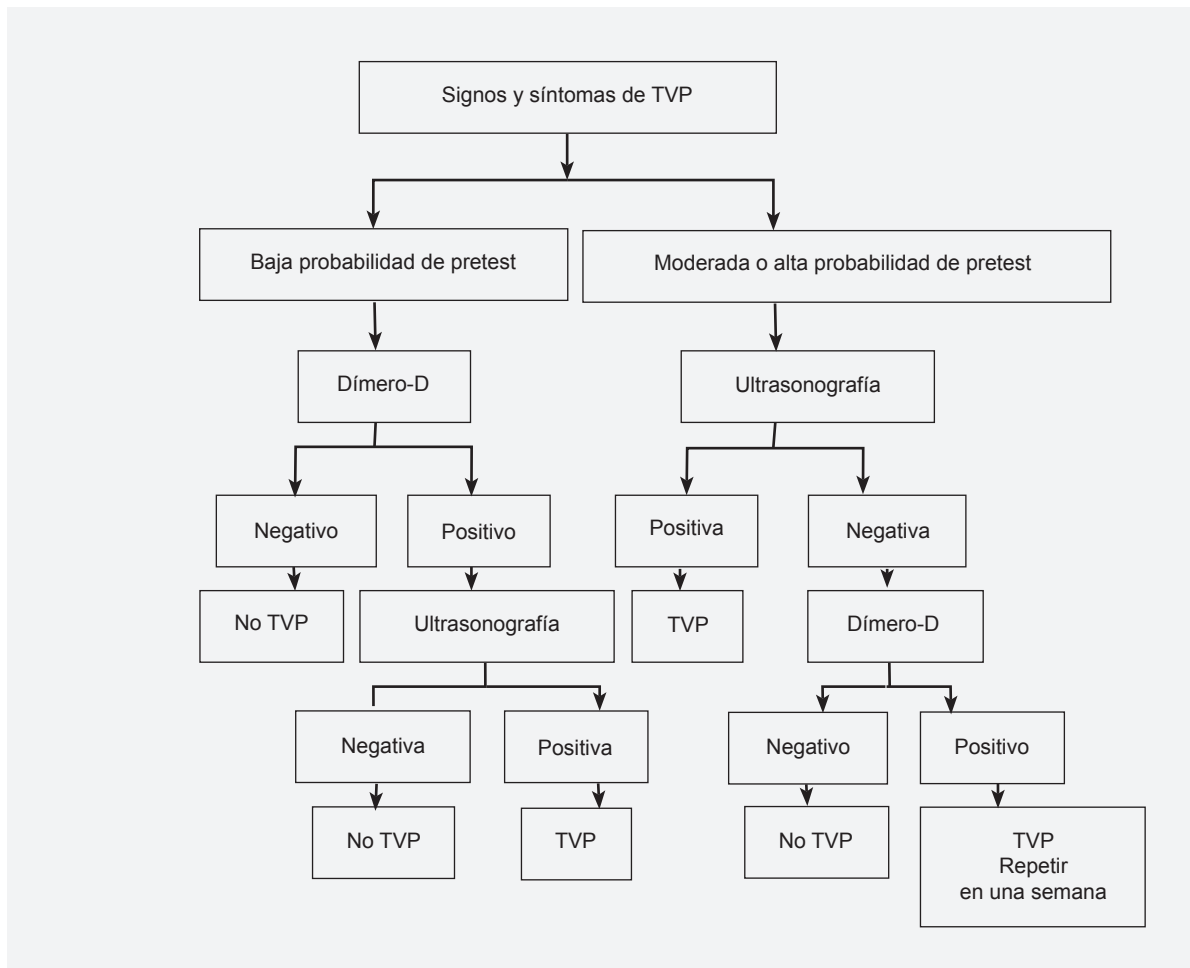 Signos y síntomas de TVP
Baja probabilidad de pretest
Moderada o alta probabilidad de pretest
Dímero-D
Ultrasonografía
Negativo
Positivo
Positiva
Negativa
No TVP
Ultrasonografía
TVP
Dímero-D
Negativa
Positiva
Negativo
Positivo
No TVP
TVP
No TVP
TVP
Repetir
en una semana